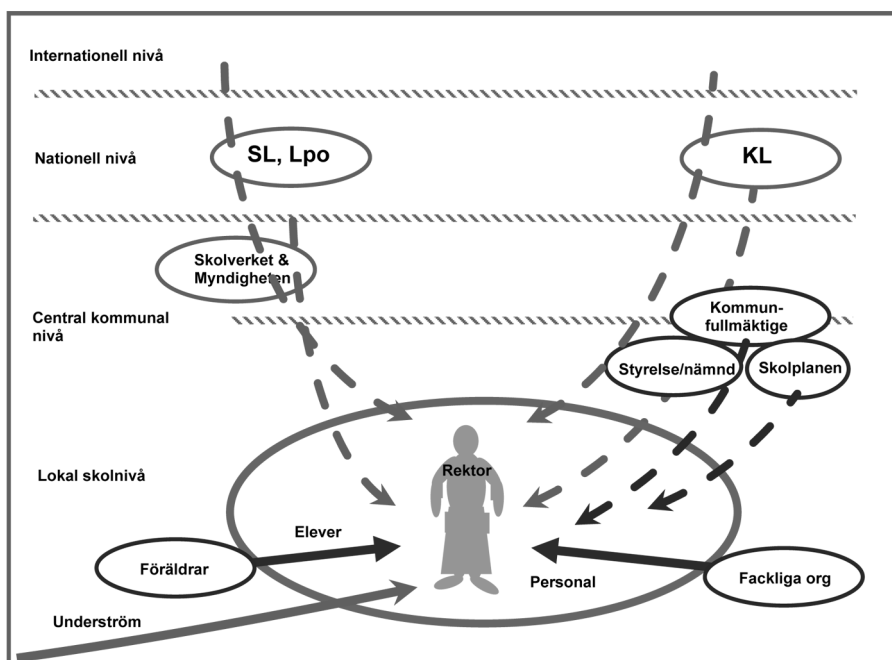 Internationell nivå
Nationell nivå
SL, Lpo
KL
Skolverket &
Myndigheten
Central kommunal
nivå
Kommun-
fullmäktige
Styrelse/nämnd
Skolplanen
Lokal skolnivå
Rektor
Elever
Föräldrar
Personal
Fackliga org
Underström